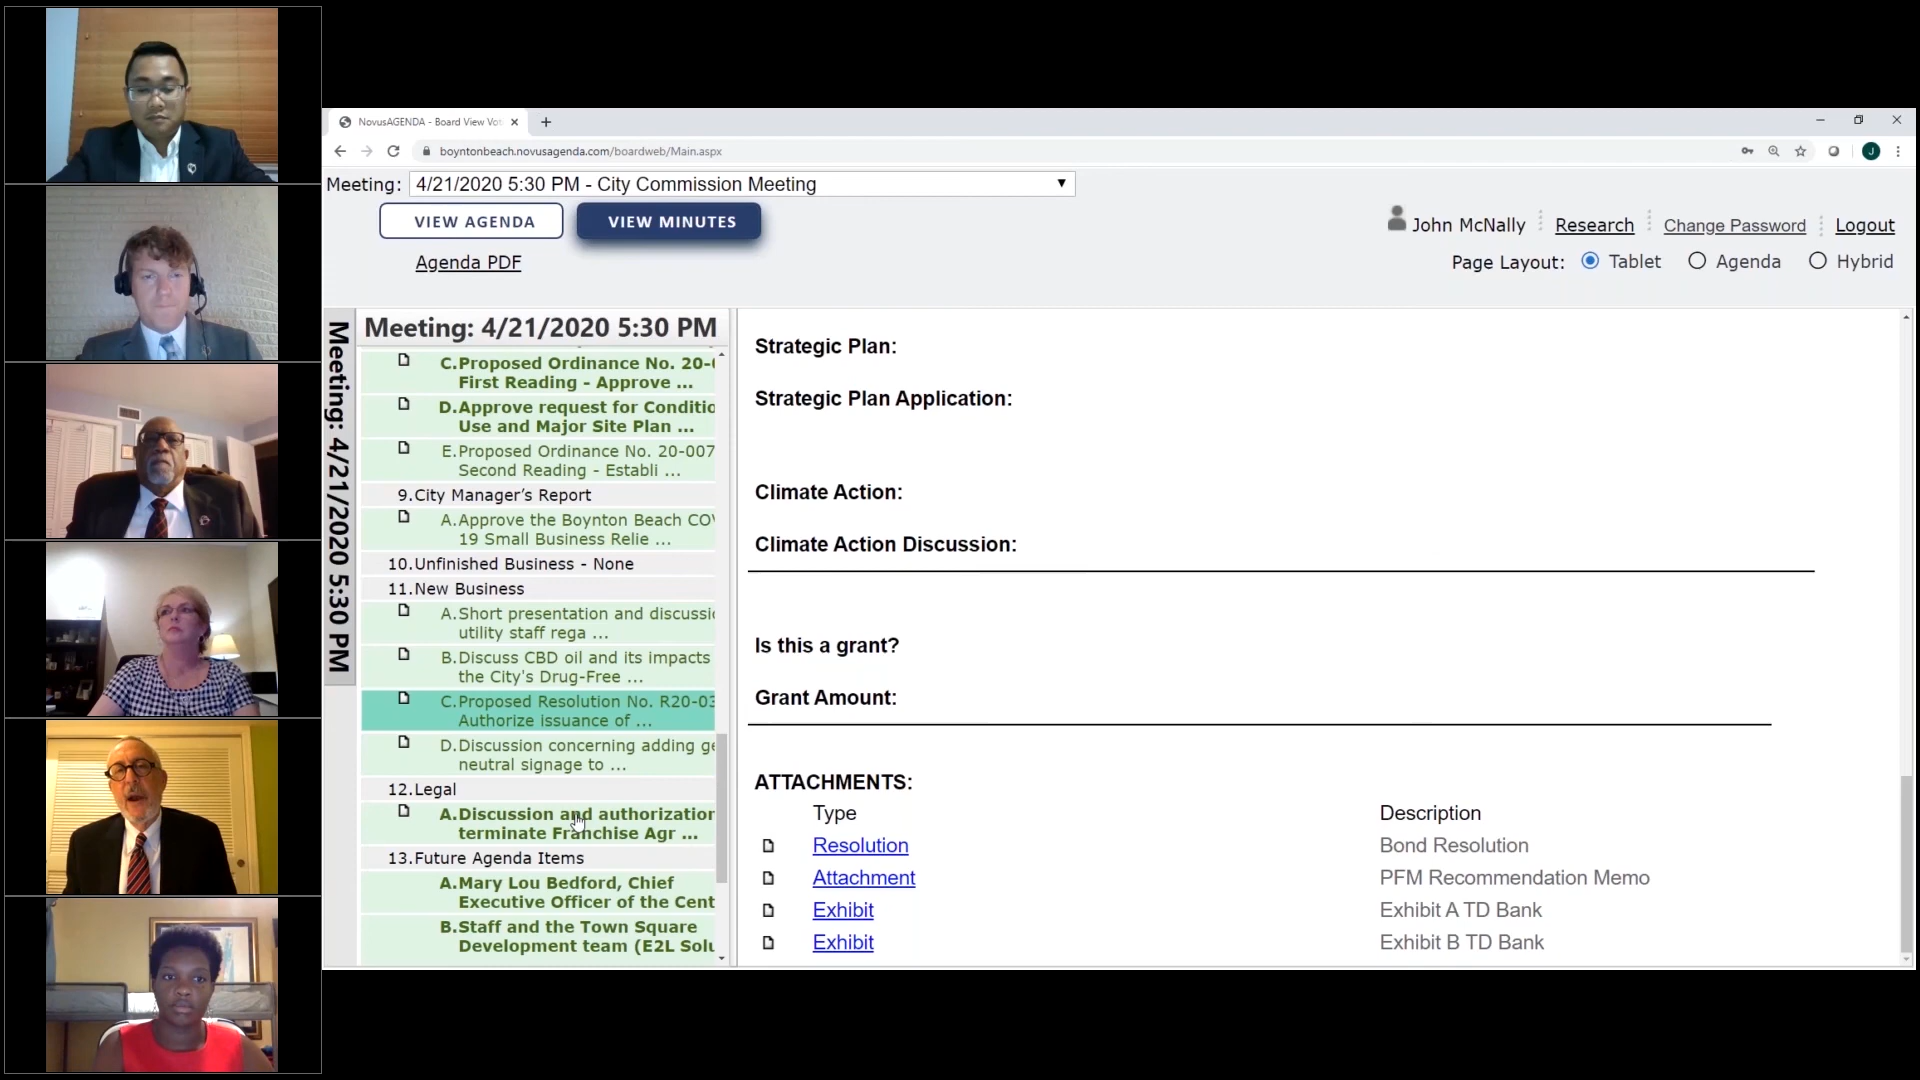 NovusAGENDA - Board View Vot
boyntonbeach.novusagenda.com/boardweb/Main.aspx
J
Meeting: 4/21/2020 5:30 PM - City Commission Meeting
VIEW AGENDA
VIEW MINUTES
Agenda PDF
John McNally
Research
Change Password
Logout
Page Layout:
Tablet
Agenda
Hybrid
Meeting: 4/21/2020 5:30 PM
Meeting: 4/21/2020 5:30 PM
C.Proposed Ordinance No. 20-
First Reading - Approve ...
D.Approve request for Conditio
Use and Major Site Plan ...
E.Proposed Ordinance No. 20-007
Second Reading - Establi ...
9.City Manager's Report
A.Approve the Boynton Beach COV
19 Small Business Relie ...
10.Unfinished Business - None
11.New Business
A.Short presentation and discussi
utility staff rega ...
B.Discuss CBD oil and its impacts
the City's Drug-Free ...
C.Proposed Resolution No. R20-03
Authorize issuance of ...
D.Discussion concerning adding ge
neutral signage to ...
12.Legal
A.Discussion and authorization
terminate Franchise Agr ...
13.Future Agenda Items
A.Mary Lou Bedford, Chief
Executive Officer of the Cent
B.Staff and the Town Square
Development team (E2L Solu
Strategic Plan:
Strategic Plan Application:
Climate Action:
Climate Action Discussion:
Is this a grant?
Grant Amount:
ATTACHMENTS:
Type Description
Resolution Bond Resolution
Attachment PFM Recommendation Memo
Exhibit Exhibit A TD Bank
Exhibit Exhibit B TD Bank